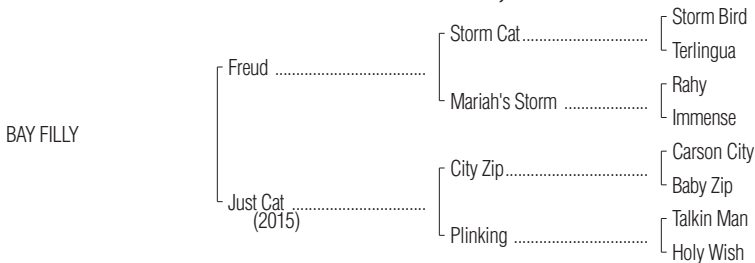 Storm Bird
Storm Cat..................................
Terlingua
Freud .........................................
Rahy
Mariah's Storm ......................
Immense
BAY FILLY
Carson City
City Zip......................................
Baby Zip
Just Cat ....................................
(2015)
Talkin Man
Plinking ....................................
Holy Wish